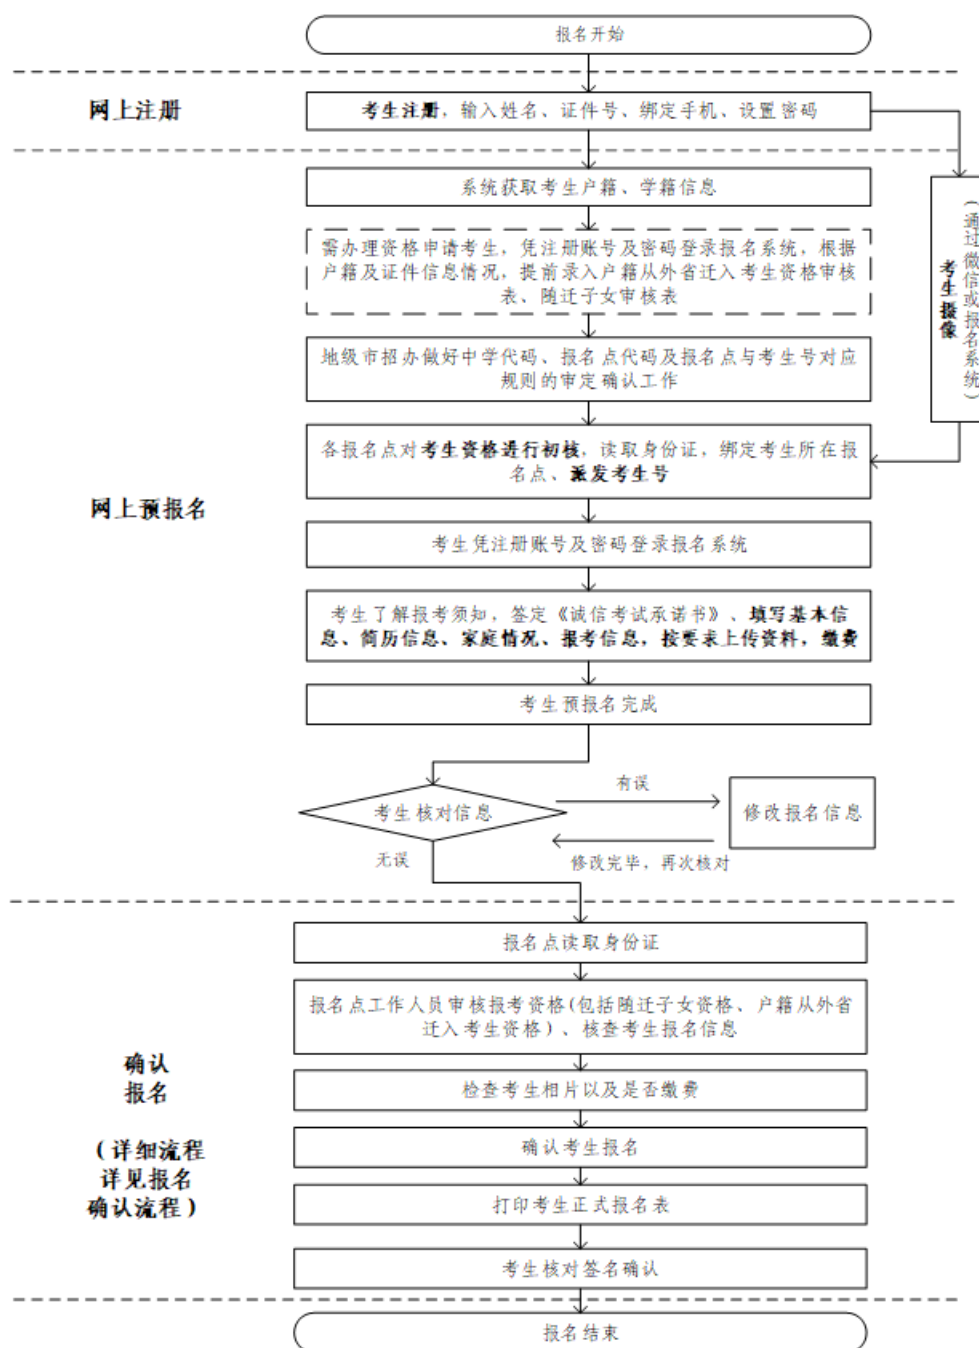 报名开始
网上注册
考生注册，输入姓名、证件号、绑定手机、设置密码
系统获取考生户籍、学籍信息
需办理资格申请考生，凭注册账号及密码登录报名系统，根据
户籍及证件信息情况，提前录入户籍从外省迁入考生资格审核
表、随迁子女审核表
考生摄像
（通过微信或报名系统）
地级市招办做好中学代码、报名点代码及报名点与考生号对应
规则的审定确认工作
各报名点对考生资格进行初核，读取身份证，绑定考生所在报
名点、派发考生号
网上预报名
考生凭注册账号及密码登录报名系统
考生了解报考须知，签定《诚信考试承诺书》、填写基本信
息、简历信息、家庭情况、报考信息，按要求上传资料，缴费
考生预报名完成
考生核对信息
有误
修改报名信息
修改完毕，再次核对
无误
报名点读取身份证
报名点工作人员审核报考资格(包括随迁子女资格、户籍从外省
迁入考生资格)、核查考生报名信息
确认
报名
（详细流程
详见报名
确认流程）
检查考生相片以及是否缴费
确认考生报名
打印考生正式报名表
考生核对签名确认
报名结束